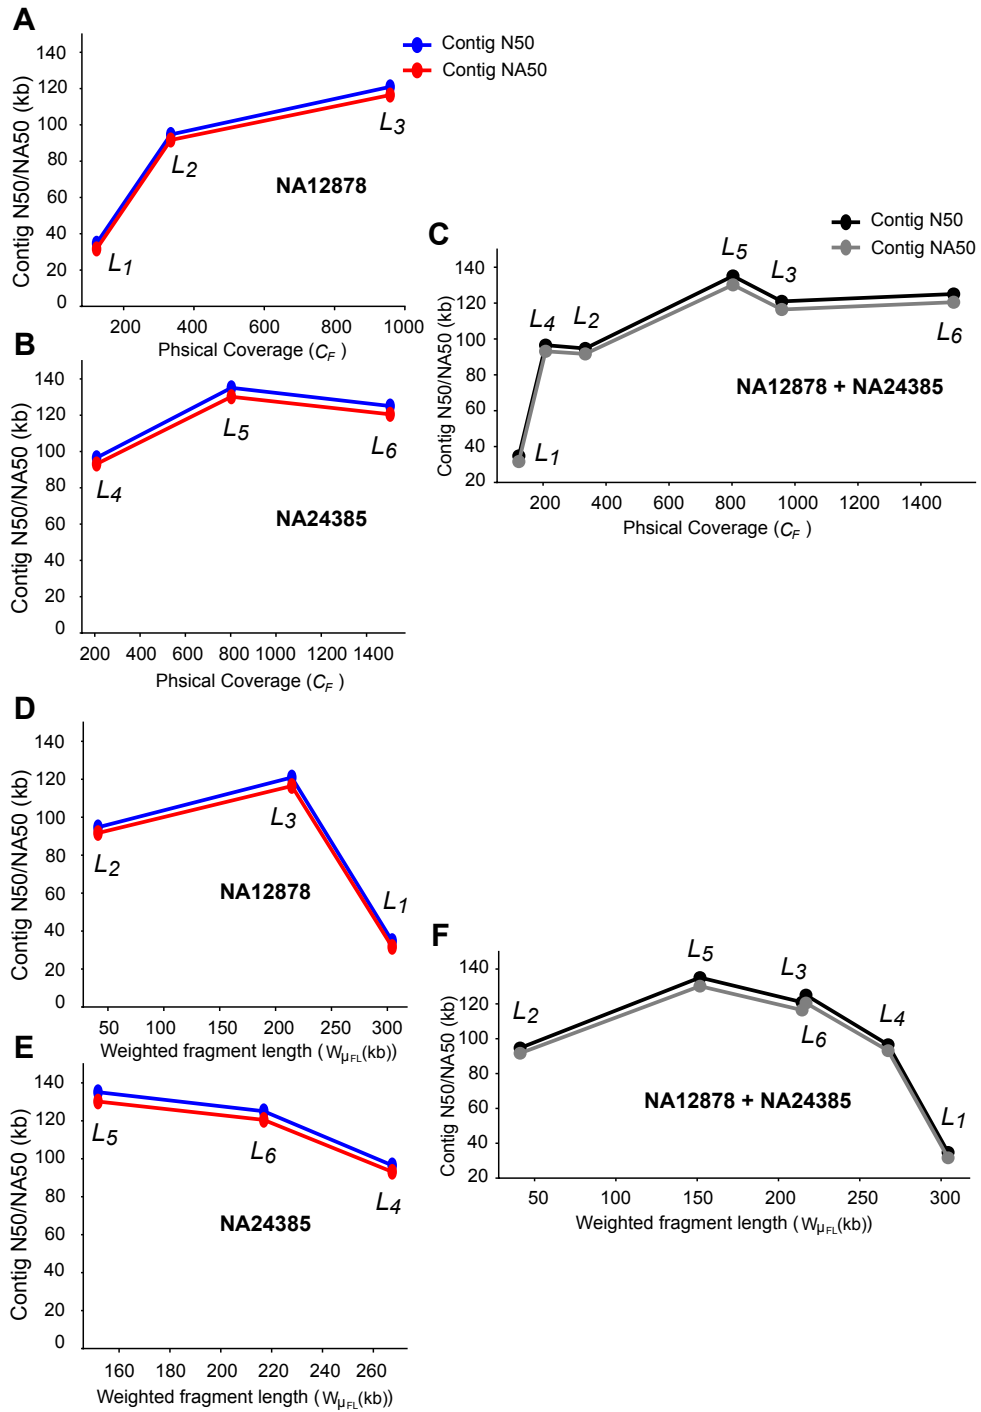 A
Contig N50/NA50 (kb)
140
120
100
80
60
40
20
0
Contig N50
Contig NA50
L1
L2
L3
NA12878
200 400 600 800 1000
Phsical Coverage (CF )
B
Contig N50/NA50 (kb)
140
120
100
80
60
40
20
0
L4
L5
L6
NA24385
200 400 600 800 1000 1200 1400
Phsical Coverage (CF )
C
Contig N50/NA50 (kb)
140
120
100
80
60
40
20
Contig N50
Contig NA50
L1
L4
L2
L5
L3
L6
NA12878 + NA24385
200 400 600 800 1000 1200 1400
Phsical Coverage (CF )
D
Contig N50/NA50 (kb)
140
120
100
80
60
40
20
0
L2
L3
L1
NA12878
50 100 150 200 250 300
Weighted fragment length (WμFL(kb))
E
Contig N50/NA50 (kb)
140
120
100
80
60
40
20
0
L5
L6
L4
NA24385
160 180 200 220 240 260
Weighted fragment length (WμFL(kb))
F
Contig N50/NA50 (kb)
140
120
100
80
60
40
20
L2
L5
L3
L6
L4
L1
NA12878 + NA24385
50 100 150 200 250 300
Weighted fragment length (WμFL(kb))